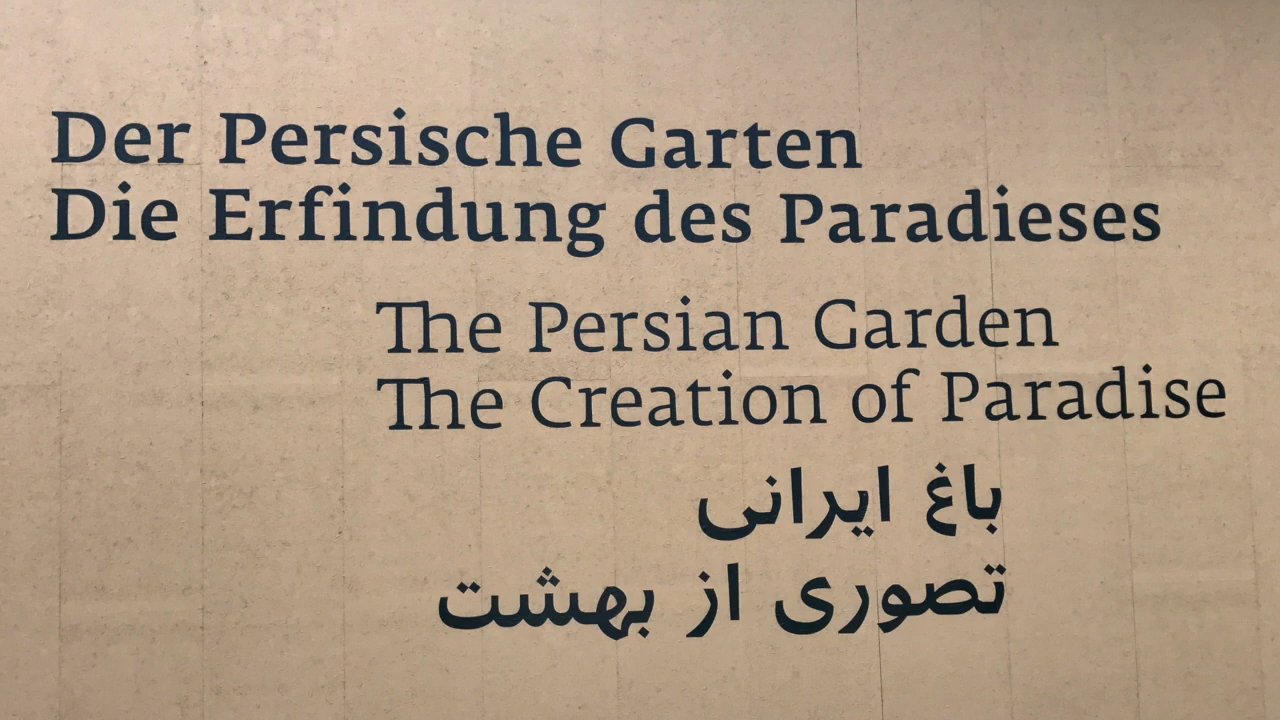 Der Persische Garten
Die Erfindung des Paradieses
The Persian Garden
The Creation of Paradise
باغ ایرانی
تصوری از بهشت